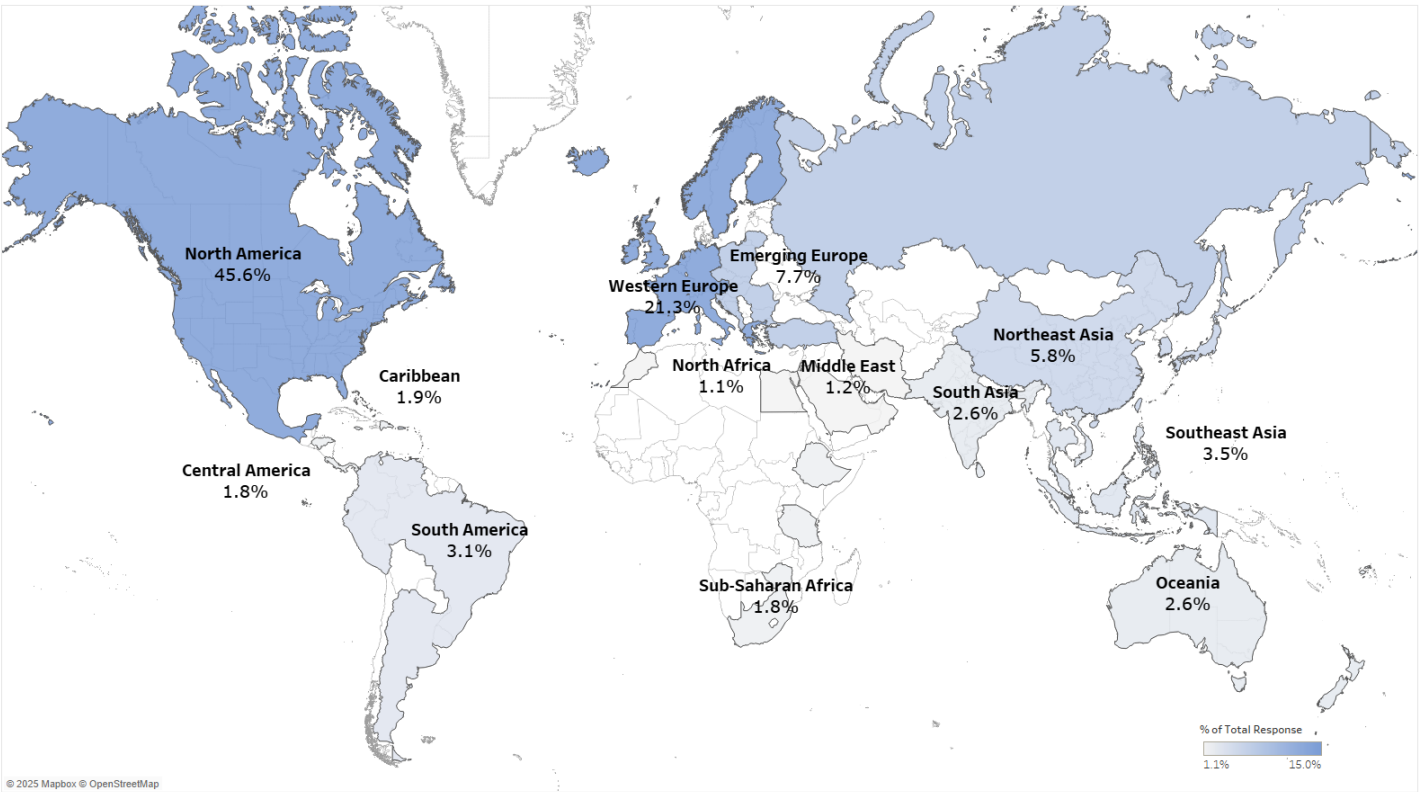 North America
45.6%
Emerging Europe
7.7%
Western Europe
21.3%
Northeast Asia
5.8%
North Africa
1.1%
Middle East
1.2%
Caribbean
1.9%
South Asia
2.6%
Southeast Asia
3.5%
Central America
1.8%
South America
3.1%
Sub-Saharan Africa
1.8%
Oceania
2.6%
% of Total Response
1.1%
15.0%
© 2025 Mapbox © OpenStreetMap